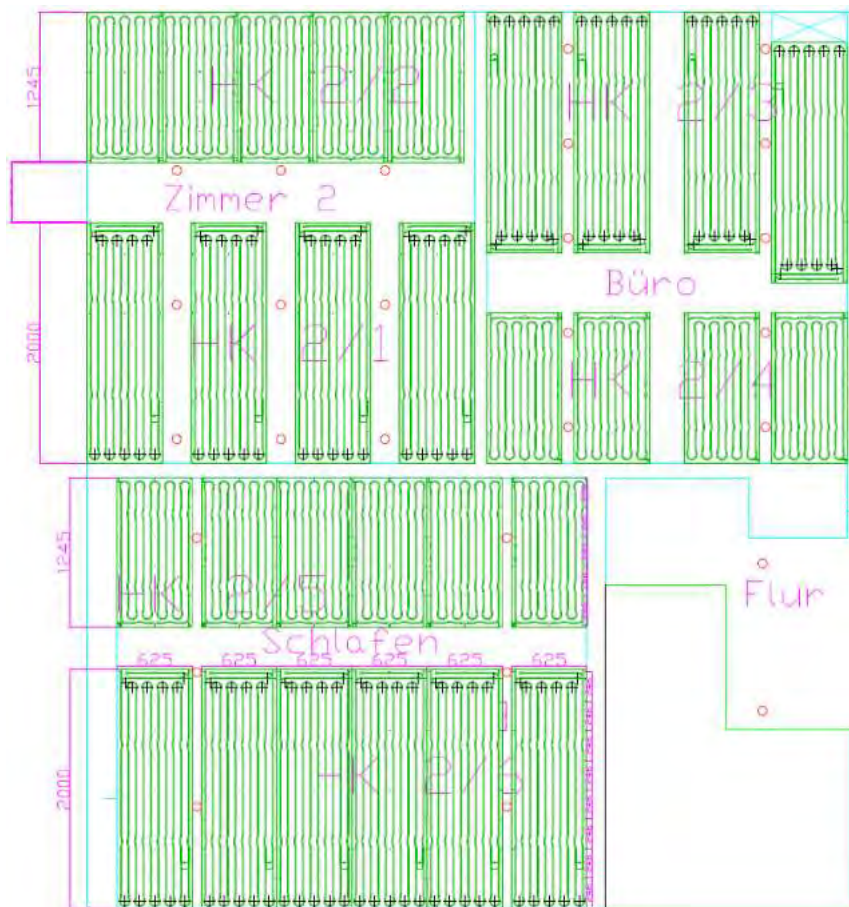 1245
HK 2/2
HK 2/3
Zimmer 2
Büro
2000
HK 2/1
HK 2/4
1245
HK 2/5
Flur
Schlafen
625 625 625 625 625 625
2000
HK 2/6